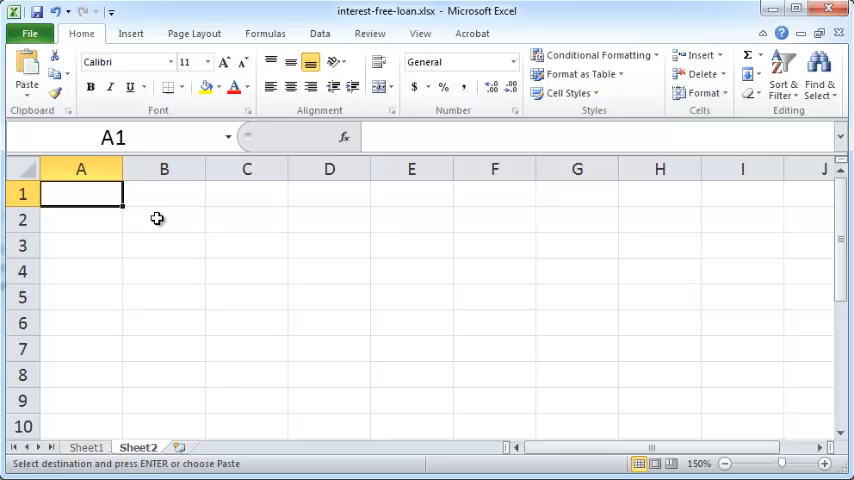 interest-free-loan.xlsx - Microsoft Excel
File Home Insert Page Layout Formulas Data Review View Acrobat
Paste
Clipboard
Calibri 11
B I U A
Font
Alignment
General
$ % ,
Number
Conditional Formatting
Format as Table
Cell Styles
Styles
Insert
Delete
Format
Cells
Σ
Sort & Filter
Find & Select
Editing
A1 fx
A B C D E F G H I J
1
2
3
4
5
6
7
8
9
10
Sheet1 Sheet2
Select destination and press ENTER or choose Paste 150%